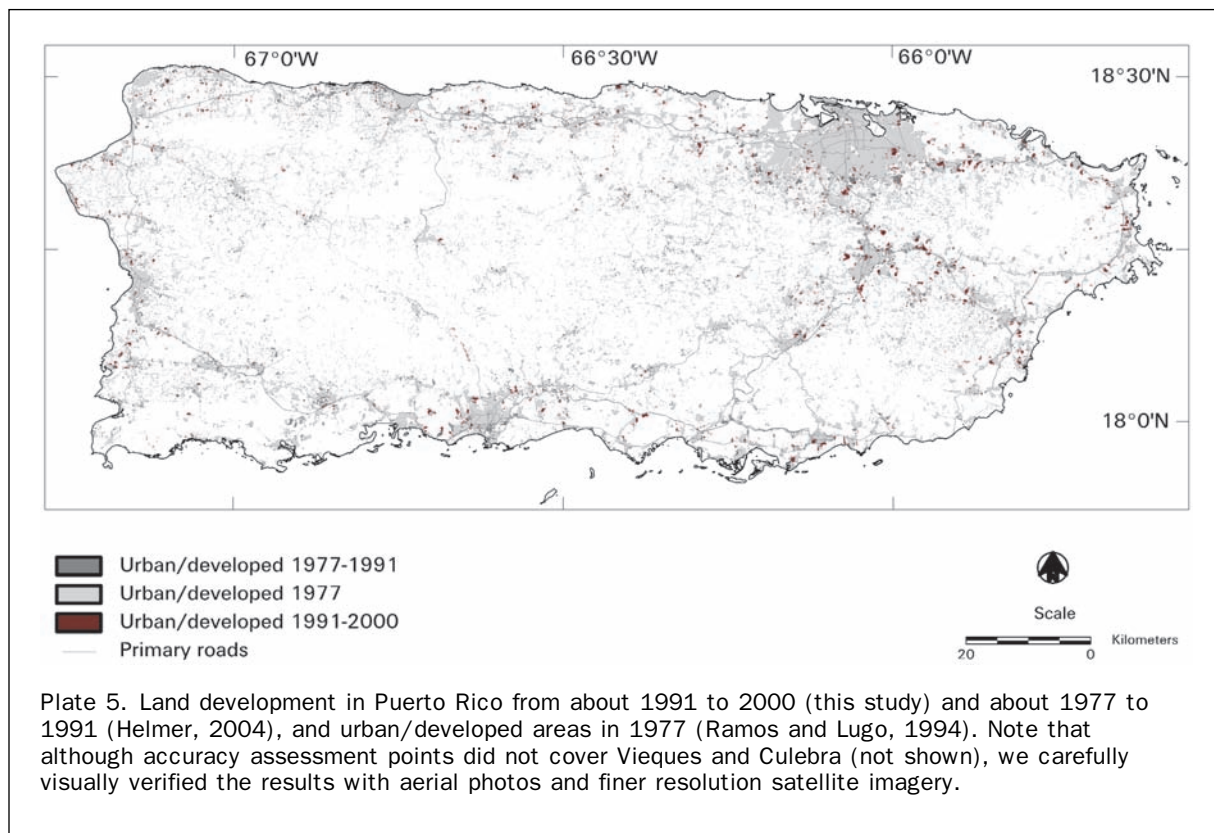 67°0'W
66°30'W
66°0'W
18°30'N
18°0'N
Urban/developed 1977-1991
Urban/developed 1977
Urban/developed 1991-2000
Primary roads
Scale
Kilometers
20 0
Plate 5. Land development in Puerto Rico from about 1991 to 2000 (this study) and about 1977 to
1991 (Helmer, 2004), and urban/developed areas in 1977 (Ramos and Lugo, 1994). Note that
although accuracy assessment points did not cover Vieques and Culebra (not shown), we carefully
visually verified the results with aerial photos and finer resolution satellite imagery.